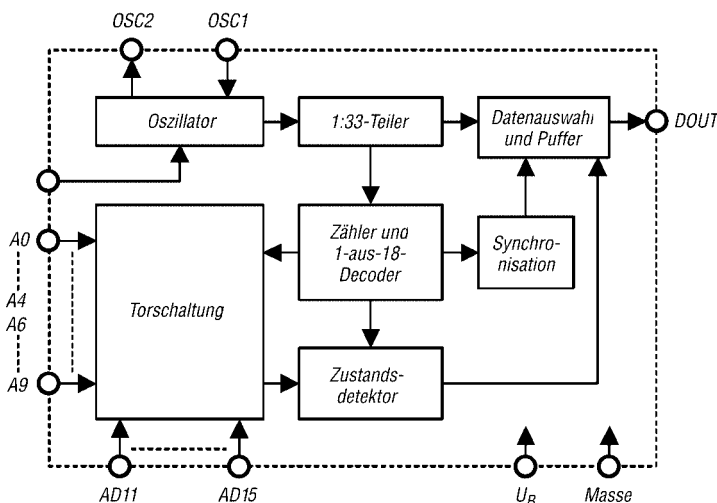 OSC2
OSC1
Oszillator
1:33-Teiler
Datenauswahl
und Puffer
DOUT
A0
A4
A6
A9
Torschaltung
Zähler und
1-aus-18-
Decoder
Synchro-
nisation
Zustands-
detektor
AD11
AD15
UB
Masse